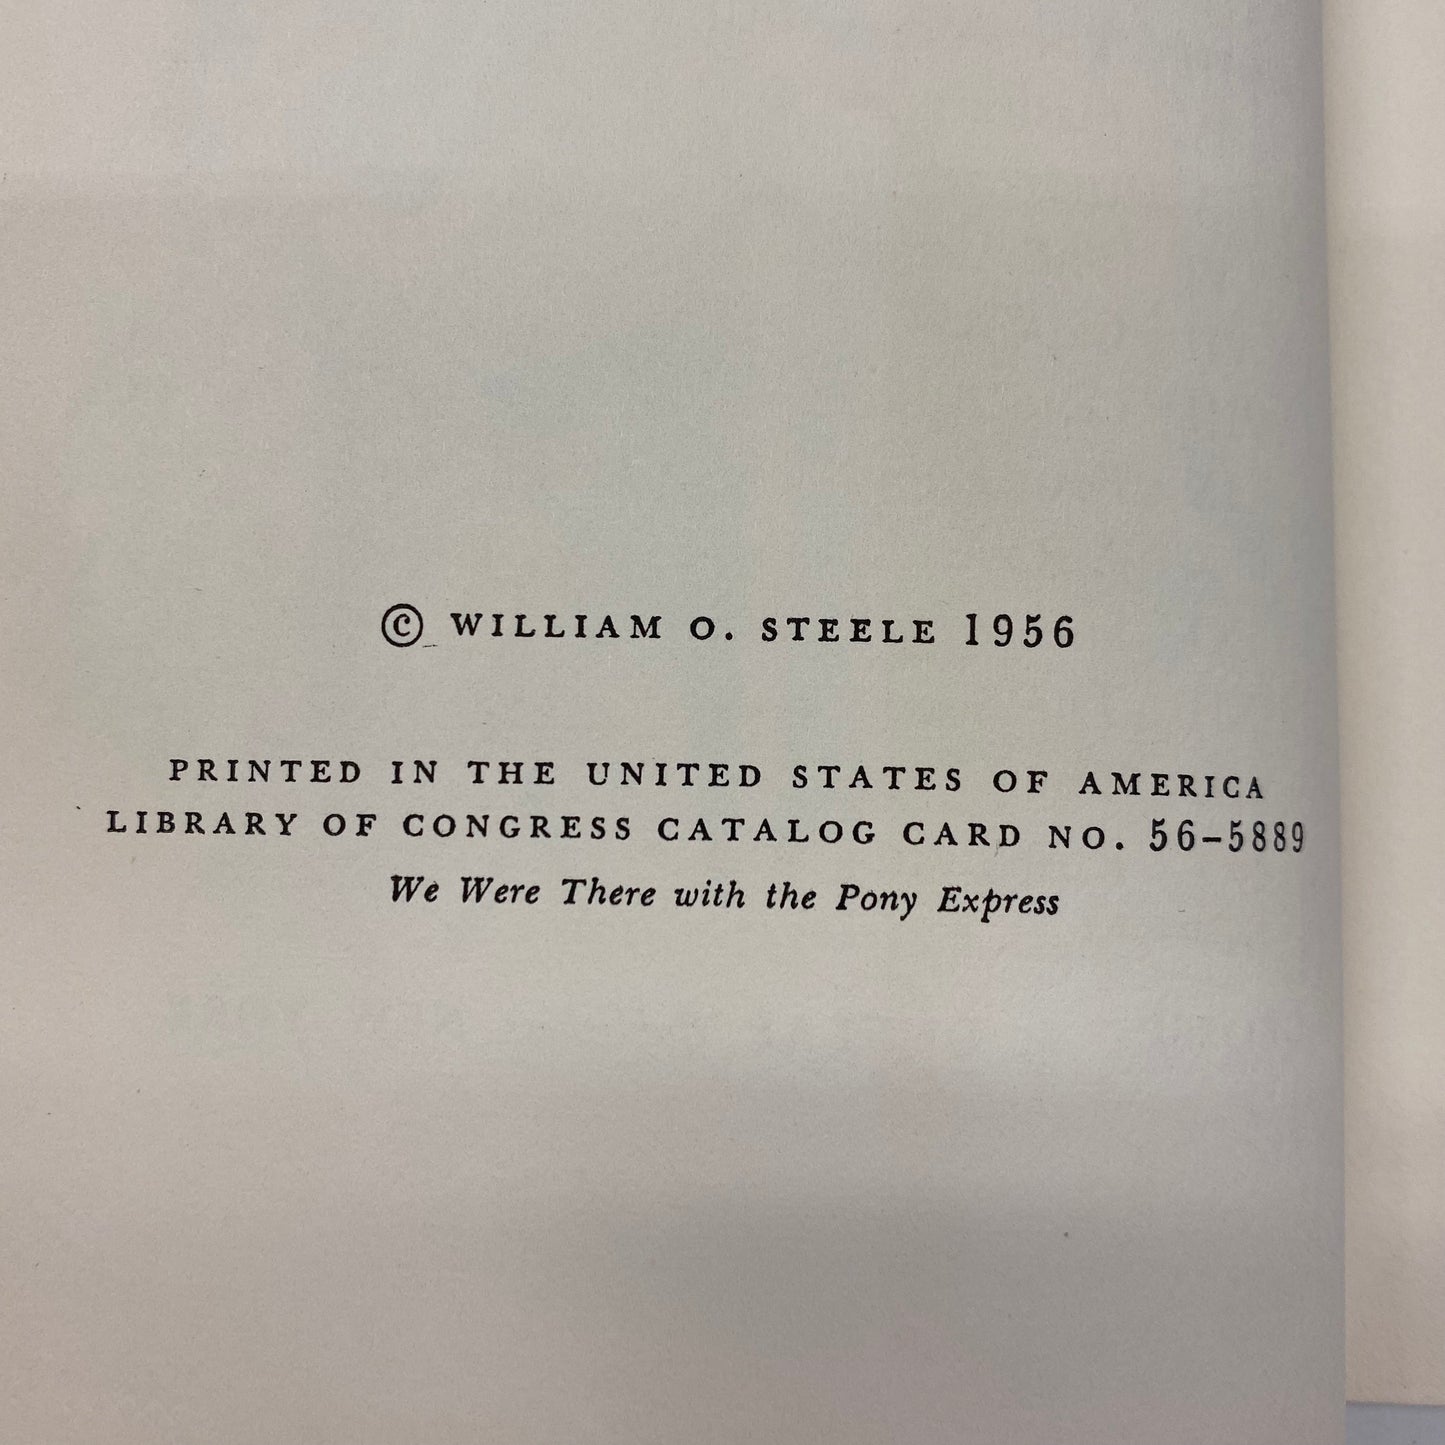 © WILLIAM O. STEELE 1956
PRINTED IN THE UNITED STATES OF AMERICA
LIBRARY OF CONGRESS CATALOG CARD NO. 56-5889
We Were There with the Pony Express